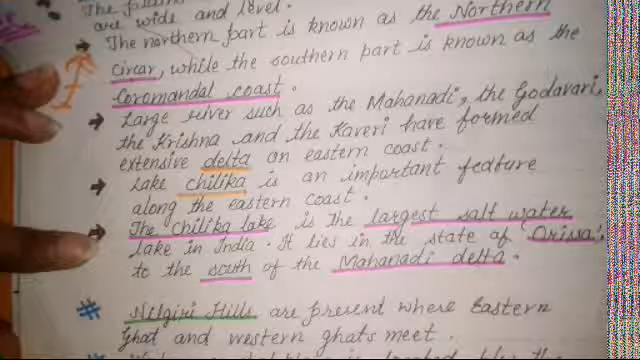 The plains
are wide and level.
The northern part is known as the Northern
Circar, while the southern part is known as the
Coromandal coast.
Large river such as the Mahanadi, the Godavari,
the Krishna and the Kaveri have formed
extensive delta on eastern coast.
Lake chilika is an important feature
along the eastern coast.
The chilika lake is the largest salt water
lake in India. It lies in the state of Orissa,
to the south of the Mahanadi delta.
# Nilgiri Hills are present where Eastern
Ghat and western ghats meet.